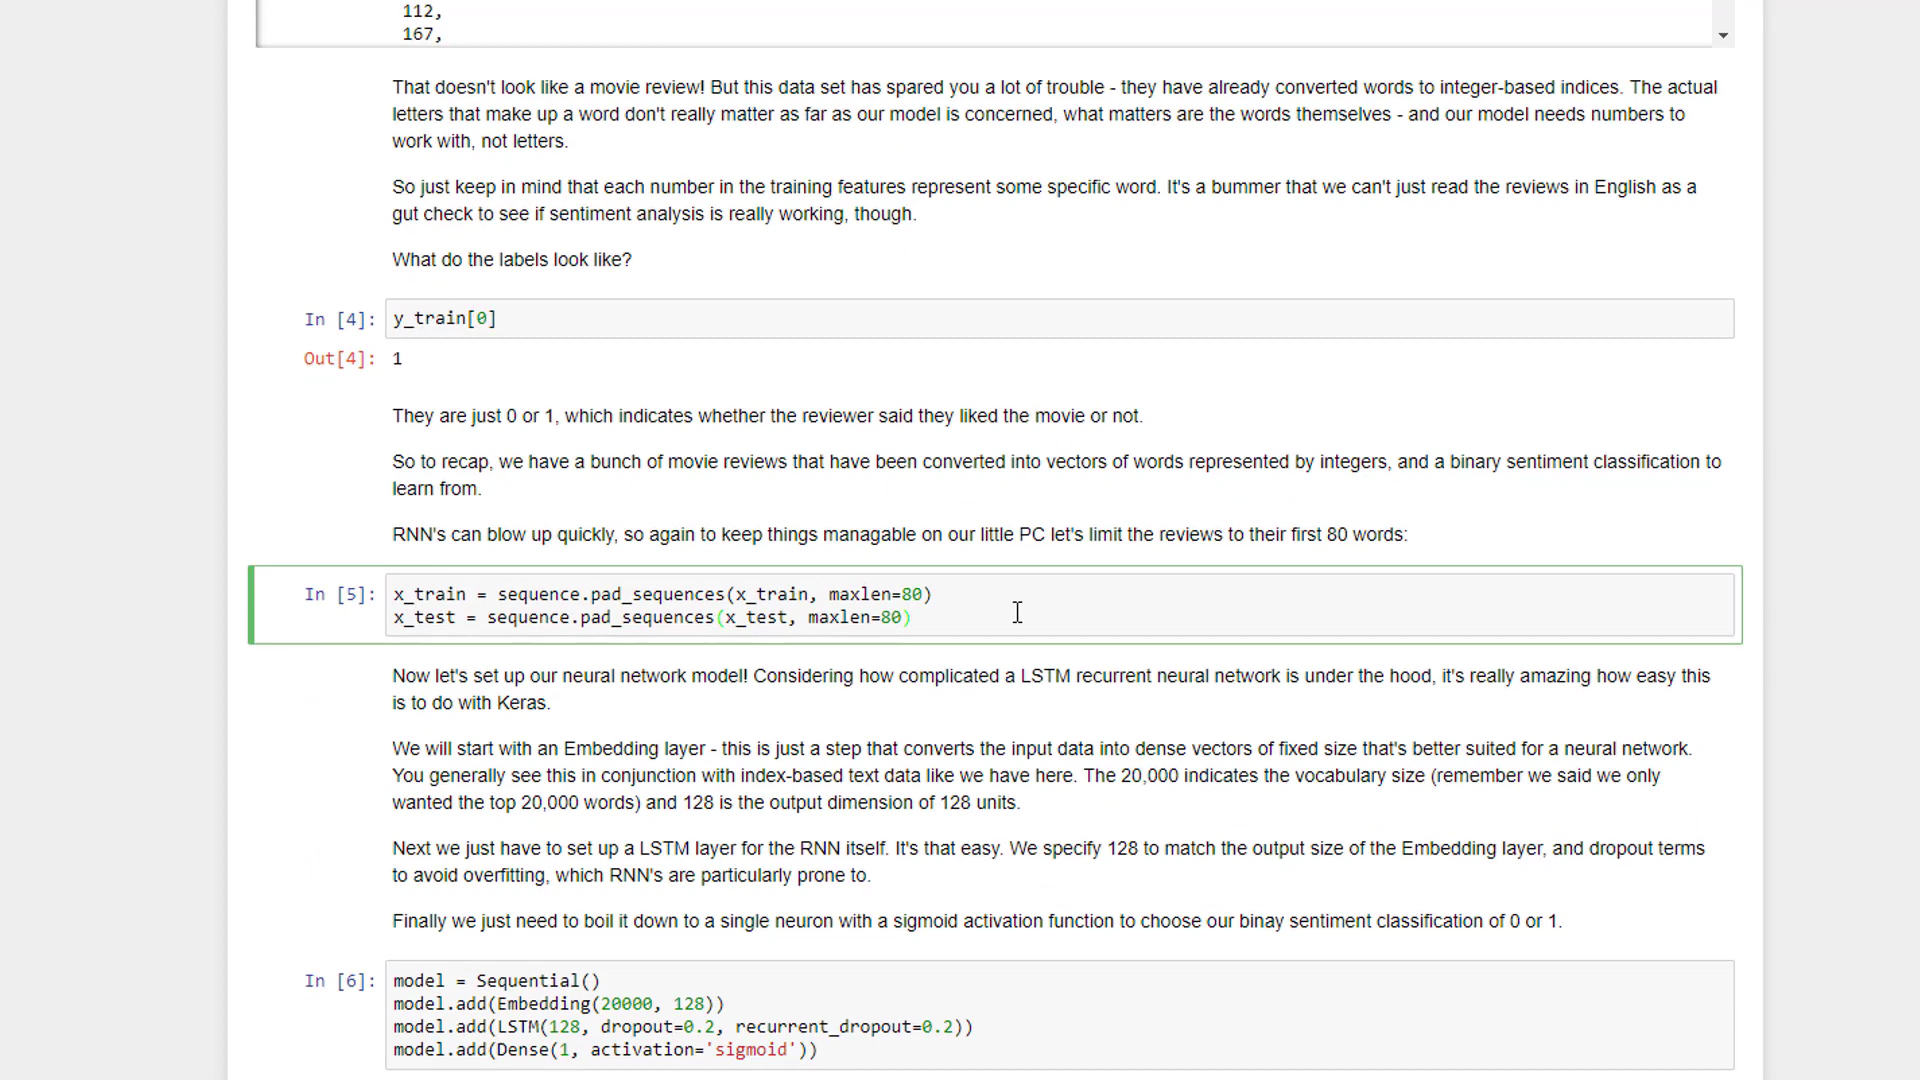 112,
167,
That doesn't look like a movie review! But this data set has spared you a lot of trouble - they have already converted words to integer-based indices. The actual
letters that make up a word don't really matter as far as our model is concerned, what matters are the words themselves - and our model needs numbers to
work with, not letters.
So just keep in mind that each number in the training features represent some specific word. It's a bummer that we can't just read the reviews in English as a
gut check to see if sentiment analysis is really working, though.
What do the labels look like?
In [4]: y_train[0]
Out[4]: 1
They are just 0 or 1, which indicates whether the reviewer said they liked the movie or not.
So to recap, we have a bunch of movie reviews that have been converted into vectors of words represented by integers, and a binary sentiment classification to
learn from.
RNN's can blow up quickly, so again to keep things managable on our little PC let's limit the reviews to their first 80 words:
In [5]: x_train = sequence.pad_sequences(x_train, maxlen=80)
x_test = sequence.pad_sequences(x_test, maxlen=80)
Now let's set up our neural network model! Considering how complicated a LSTM recurrent neural network is under the hood, it's really amazing how easy this
is to do with Keras.
We will start with an Embedding layer - this is just a step that converts the input data into dense vectors of fixed size that's better suited for a neural network.
You generally see this in conjunction with index-based text data like we have here. The 20,000 indicates the vocabulary size (remember we said we only
wanted the top 20,000 words) and 128 is the output dimension of 128 units.
Next we just have to set up a LSTM layer for the RNN itself. It's that easy. We specify 128 to match the output size of the Embedding layer, and dropout terms
to avoid overfitting, which RNN's are particularly prone to.
Finally we just need to boil it down to a single neuron with a sigmoid activation function to choose our binay sentiment classification of 0 or 1.
In [6]: model = Sequential()
model.add(Embedding(20000, 128))
model.add(LSTM(128, dropout=0.2, recurrent_dropout=0.2))
model.add(Dense(1, activation='sigmoid'))